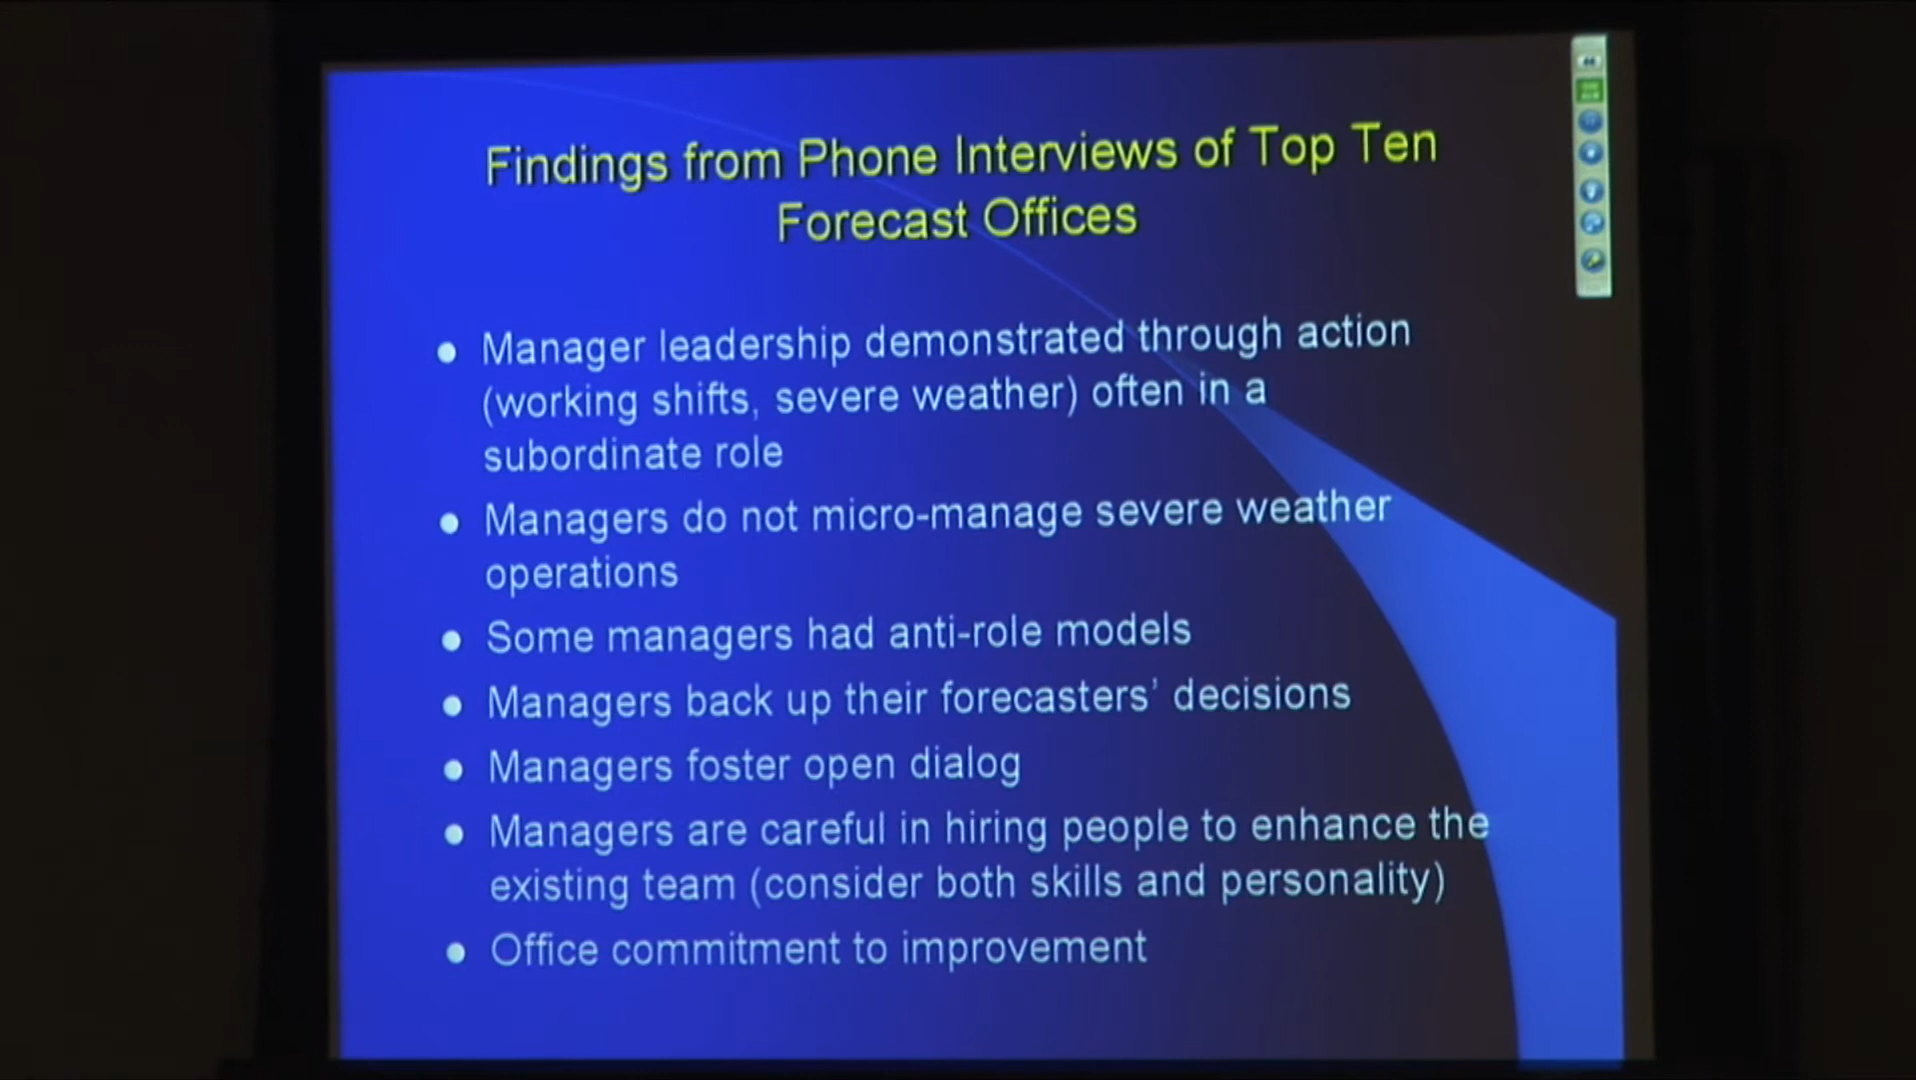 Findings from Phone Interviews of Top Ten
Forecast Offices
• Manager leadership demonstrated through action
(working shifts, severe weather) often in a
subordinate role
• Managers do not micro-manage severe weather
operations
• Some managers had anti-role models
• Managers back up their forecasters' decisions
• Managers foster open dialog
• Managers are careful in hiring people to enhance the
existing team (consider both skills and personality)
• Office commitment to improvement